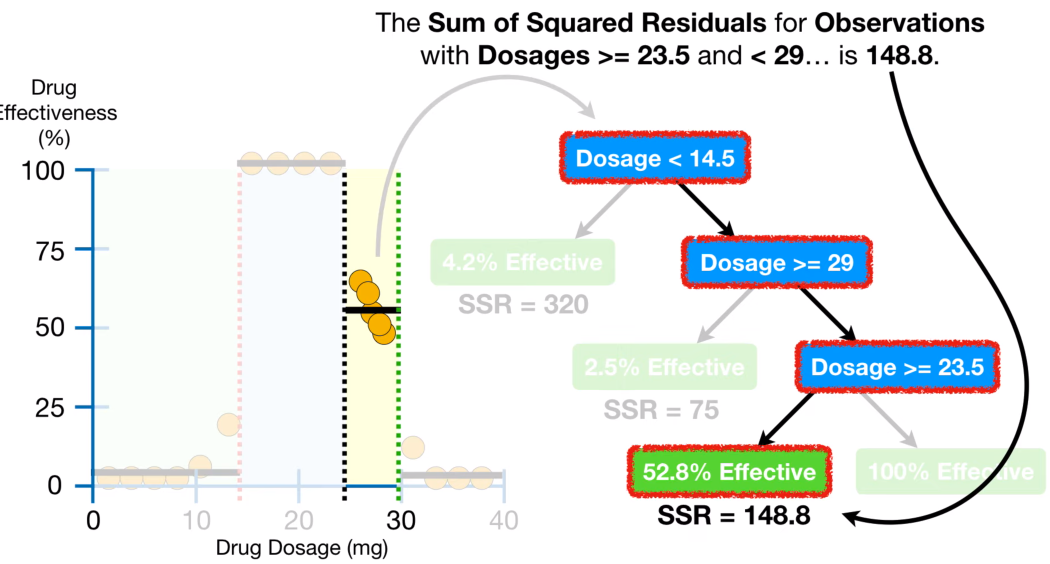 The Sum of Squared Residuals for Observations
with Dosages >= 23.5 and < 29… is 148.8.
Drug
Effectiveness
(%)
100
75
50
25
0
0
10
20
30
40
Drug Dosage (mg)
Dosage < 14.5
4.2% Effective
SSR = 320
Dosage >= 29
2.5% Effective
SSR = 75
Dosage >= 23.5
52.8% Effective
SSR = 148.8
100% Effective